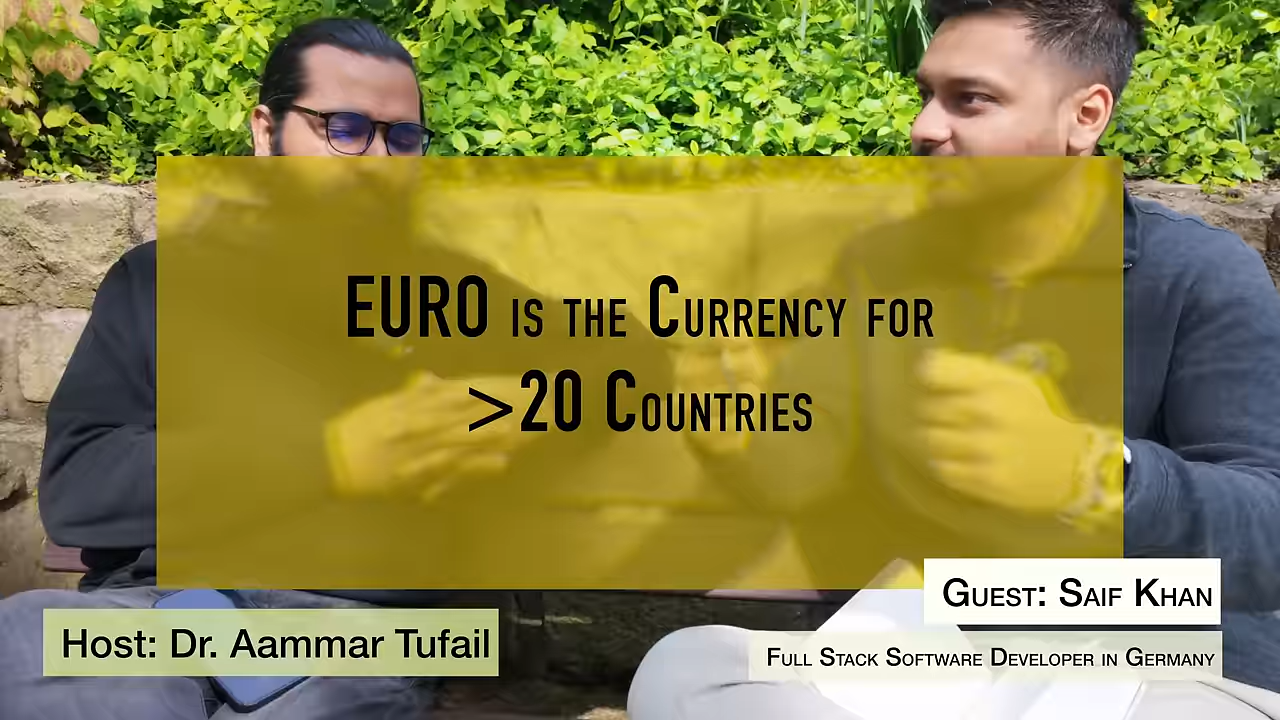 EURO is the Currency for
>20 Countries
Guest: Saif Khan
Host: Dr. Aammar Tufail
Full Stack Software Developer in Germany